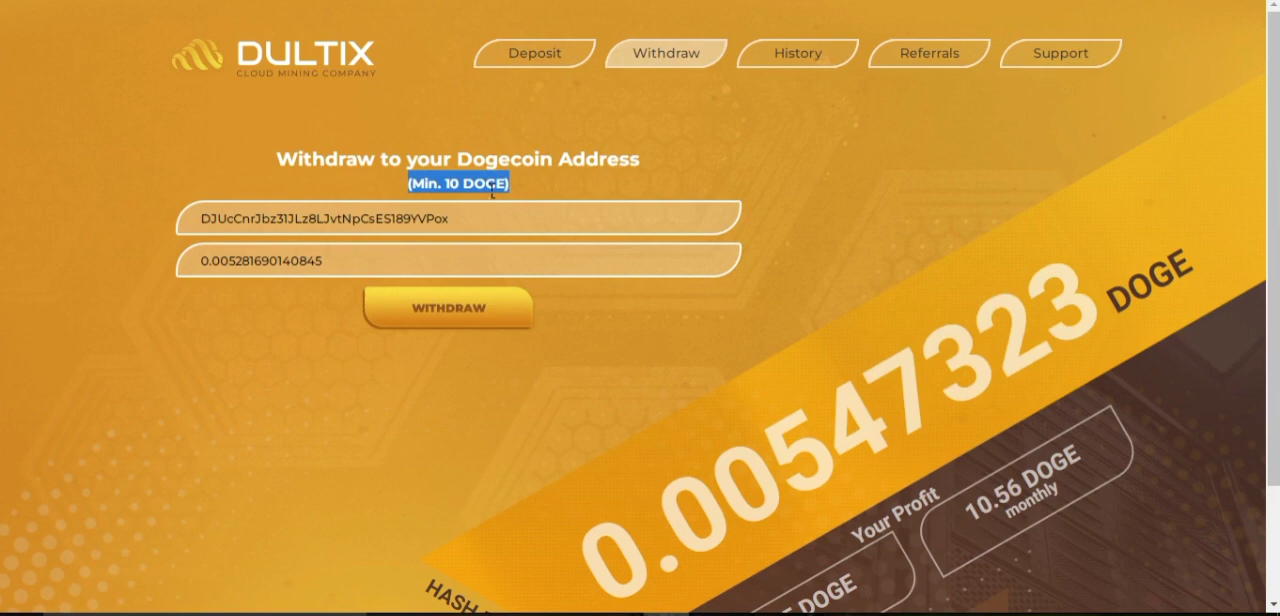 DULTIX
CLOUD MINING COMPANY
Deposit
Withdraw
History
Referrals
Support
Withdraw to your Dogecoin Address
(Min. 10 DOGE)
DJUcCnrJbz31JLz8LJvtNpCsES189YVPox
0.005281690140845
WITHDRAW
0.00547323 DOGE
Your Profit
10.56 DOGE
monthly
DOGE
HASH